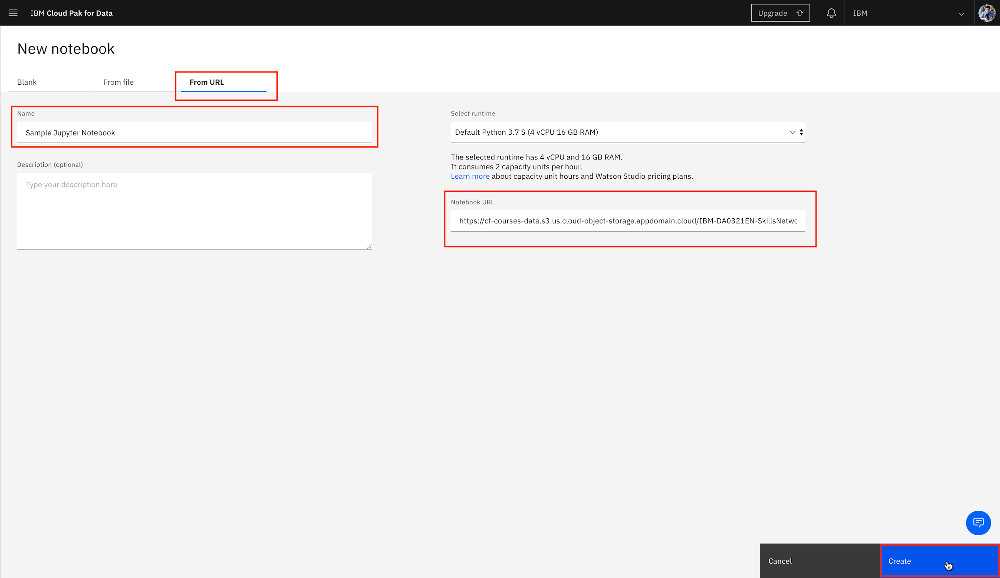 IBM Cloud Pak for Data
Upgrade
IBM
New notebook
Blank
From file
From URL
Name
Sample Jupyter Notebook
Description (optional)
Type your description here
Select runtime
Default Python 3.7 S (4 vCPU 16 GB RAM)
The selected runtime has 4 vCPU and 16 GB RAM.
It consumes 2 capacity units per hour.
Learn more about capacity unit hours and Watson Studio pricing plans.
Notebook URL
https://cf-courses-data.s3.us.cloud-object-storage.appdomain.cloud/IBM-DA0321EN-SkillsNetwc
Cancel
Create